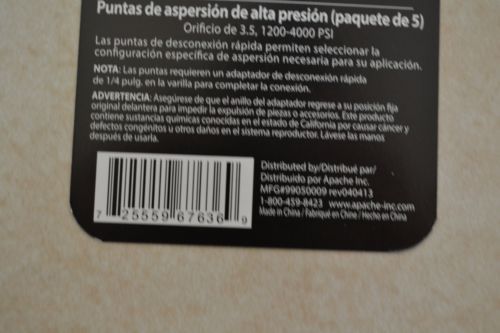 Puntas de aspersión de alta presión (paquete de 5)
Orificio de 3.5, 1200-4000 PSI
Las puntas de desconexión rápida permiten seleccionar la
configuración específica de aspersión necesaria para su aplicación.
NOTA: Las puntas requieren un adaptador de desconexión rápida
de 1/4 pulg. en la varilla para completar la conexión.
ADVERTENCIA: Asegúrese de que el anillo del adaptador regrese a su posición fija
original delantera para impedir la expulsión de piezas o accesorios. Este producto
contiene sustancias químicas conocidas en el estado de California por causar cáncer y
defectos congénitos u otros daños en el sistema reproductor. Lávese las manos
después de usarla.
Distributed by/Distribué par/
Distribuido por Apache Inc.
MFG#99050009 rev040413
1-800-459-8423 www.apache-inc.com
Made in China / Fabriqué en Chine / Hecho en China
7 25559 67636 9